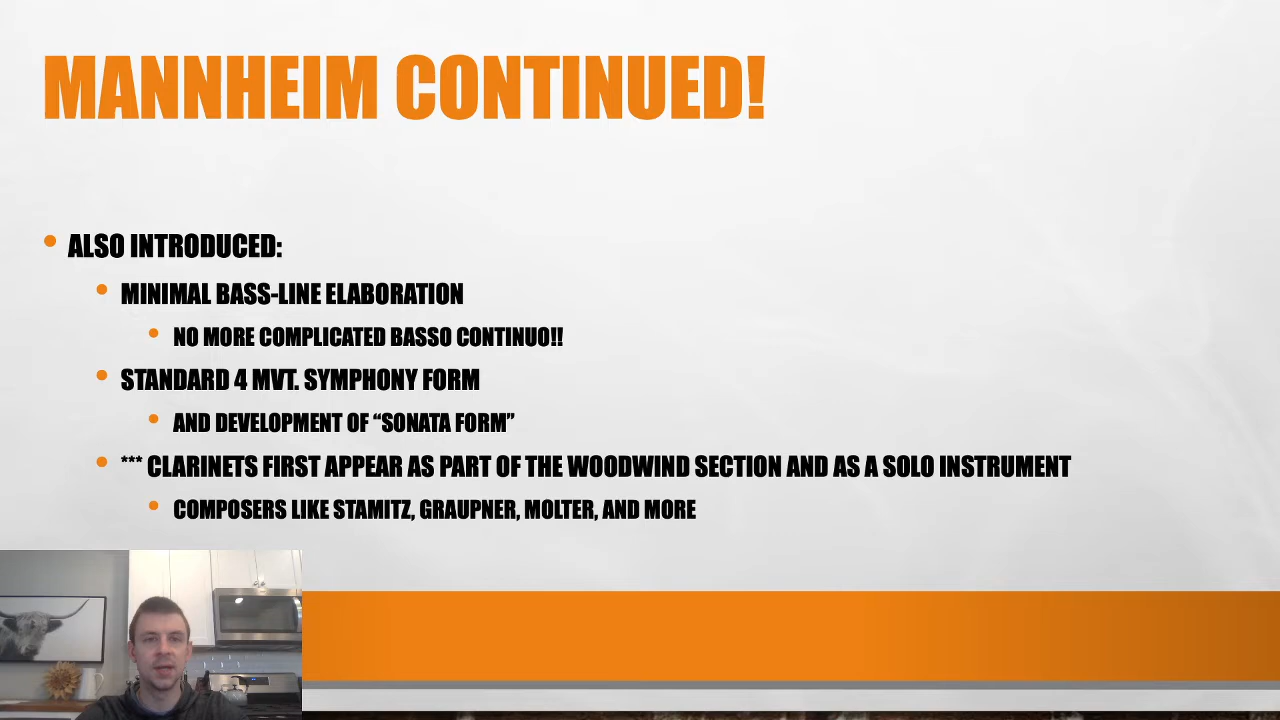 MANNHEIM CONTINUED!
ALSO INTRODUCED:
MINIMAL BASS-LINE ELABORATION
NO MORE COMPLICATED BASSO CONTINUO!!
STANDARD 4 MVT. SYMPHONY FORM
AND DEVELOPMENT OF “SONATA FORM”
*** CLARINETS FIRST APPEAR AS PART OF THE WOODWIND SECTION AND AS A SOLO INSTRUMENT
COMPOSERS LIKE STAMITZ, GRAUPNER, MOLTER, AND MORE